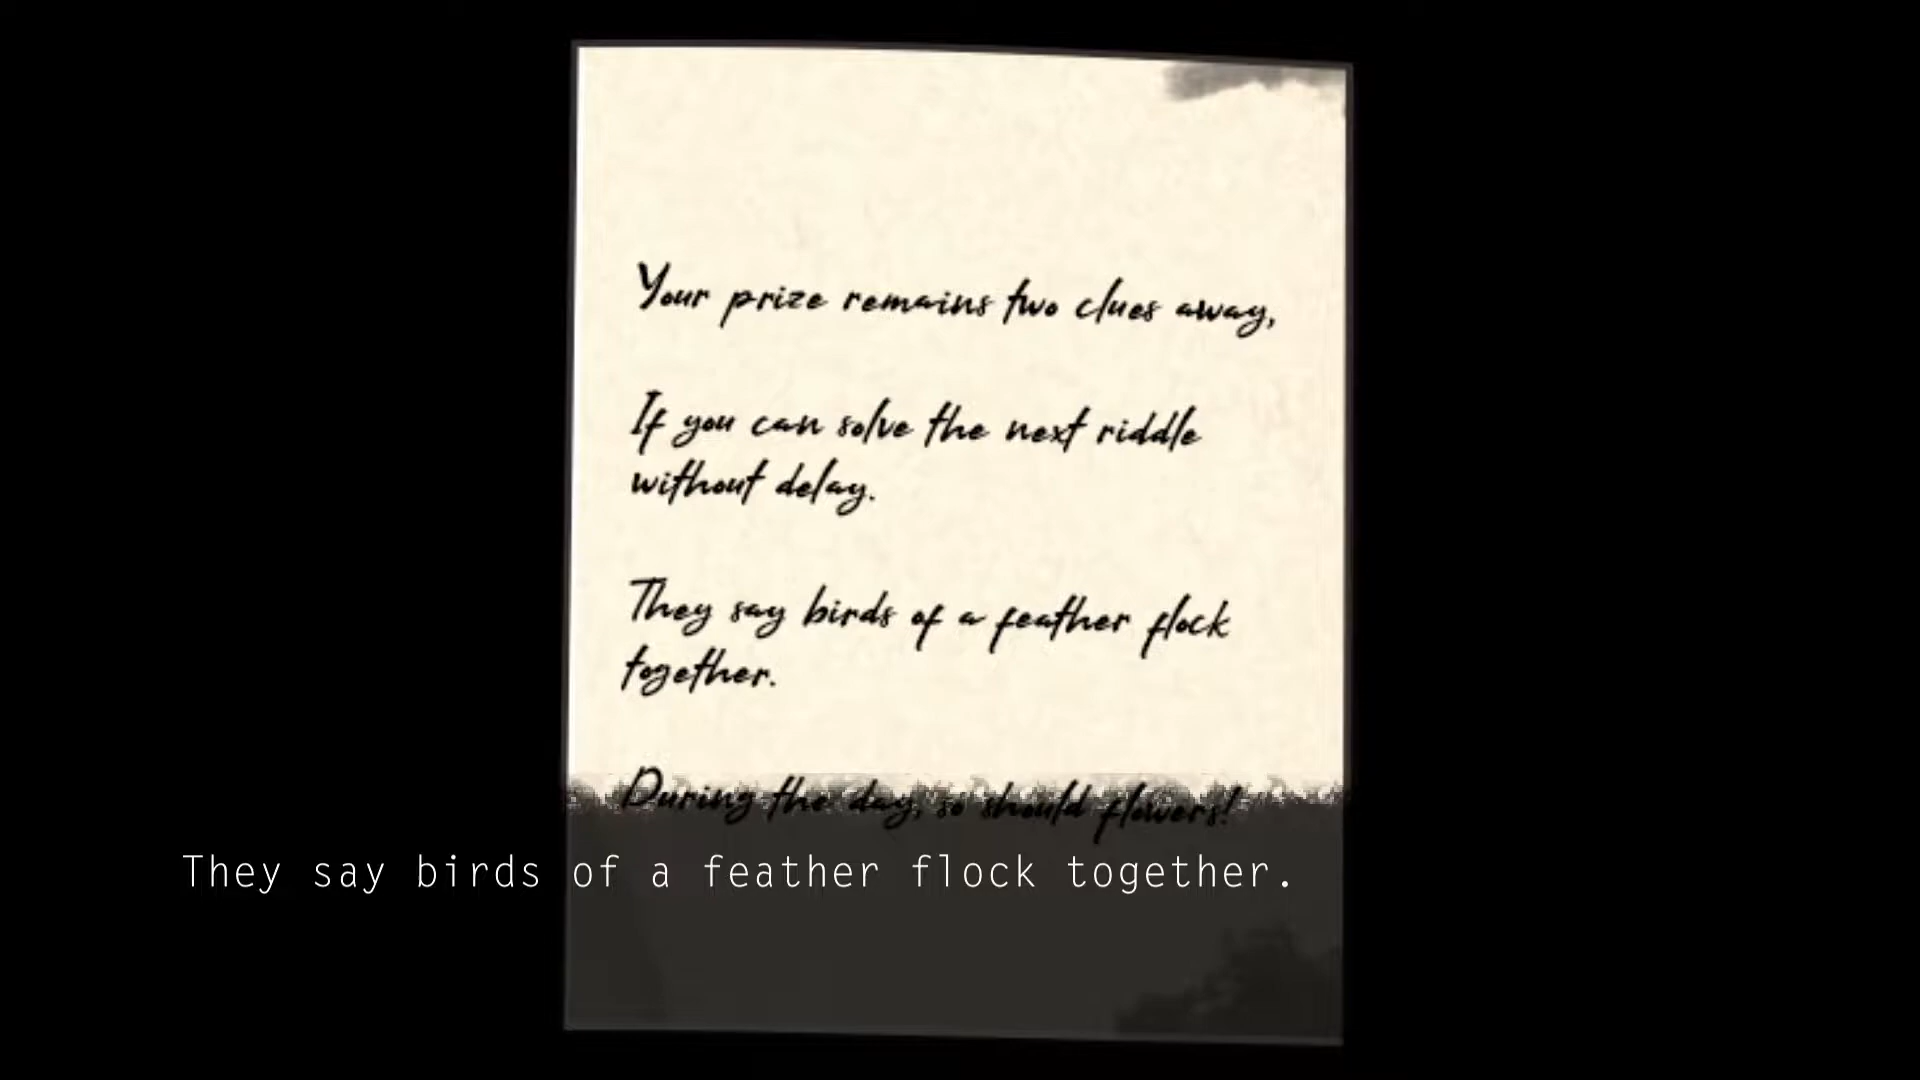 Your prize remains two clues away,
If you can solve the next riddle
without delay.
They say birds of a feather flock
together.
During the day, so should flowers!
They say birds of a feather flock together.